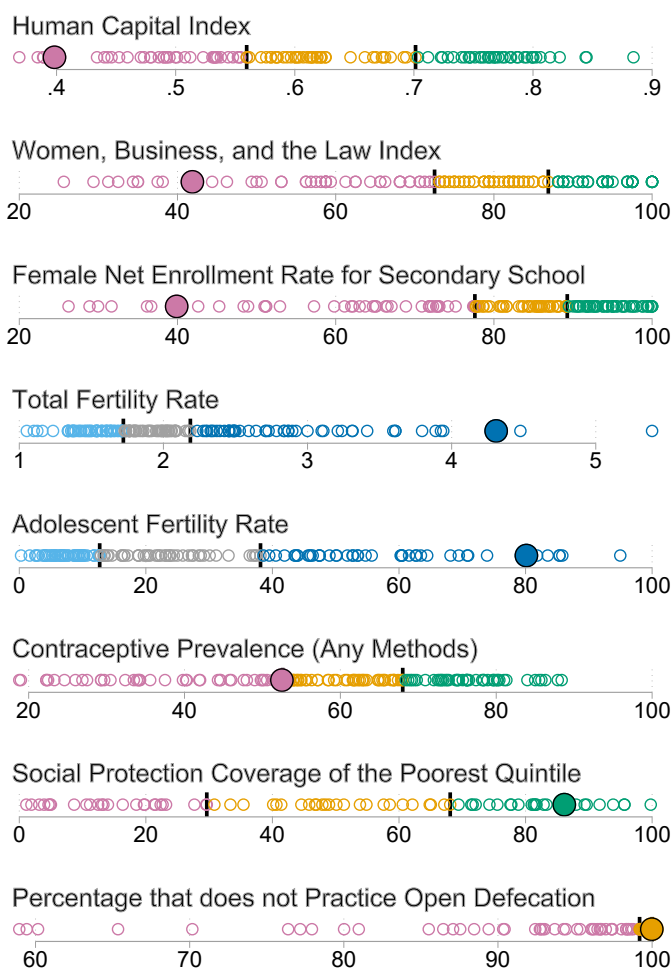 Human Capital Index
.4 .5 .6 .7 .8 .9
Women, Business, and the Law Index
20 40 60 80 100
Female Net Enrollment Rate for Secondary School
20 40 60 80 100
Total Fertility Rate
1 2 3 4 5
Adolescent Fertility Rate
0 20 40 60 80 100
Contraceptive Prevalence (Any Methods)
20 40 60 80 100
Social Protection Coverage of the Poorest Quintile
0 20 40 60 80 100
Percentage that does not Practice Open Defecation
60 70 80 90 100